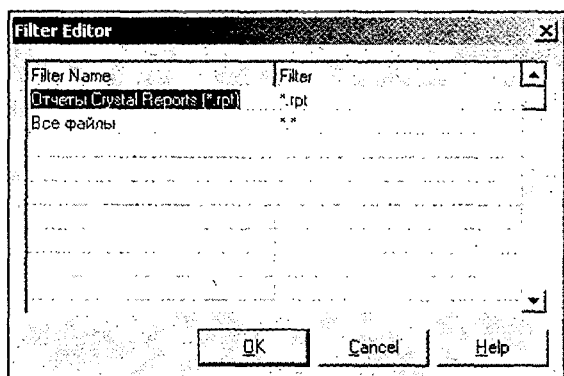 Filter Editor
Filter Name Filter
Отчеты Crystal Reports (*.rpt) *.rpt
Все файлы *.*
OK Cancel Help